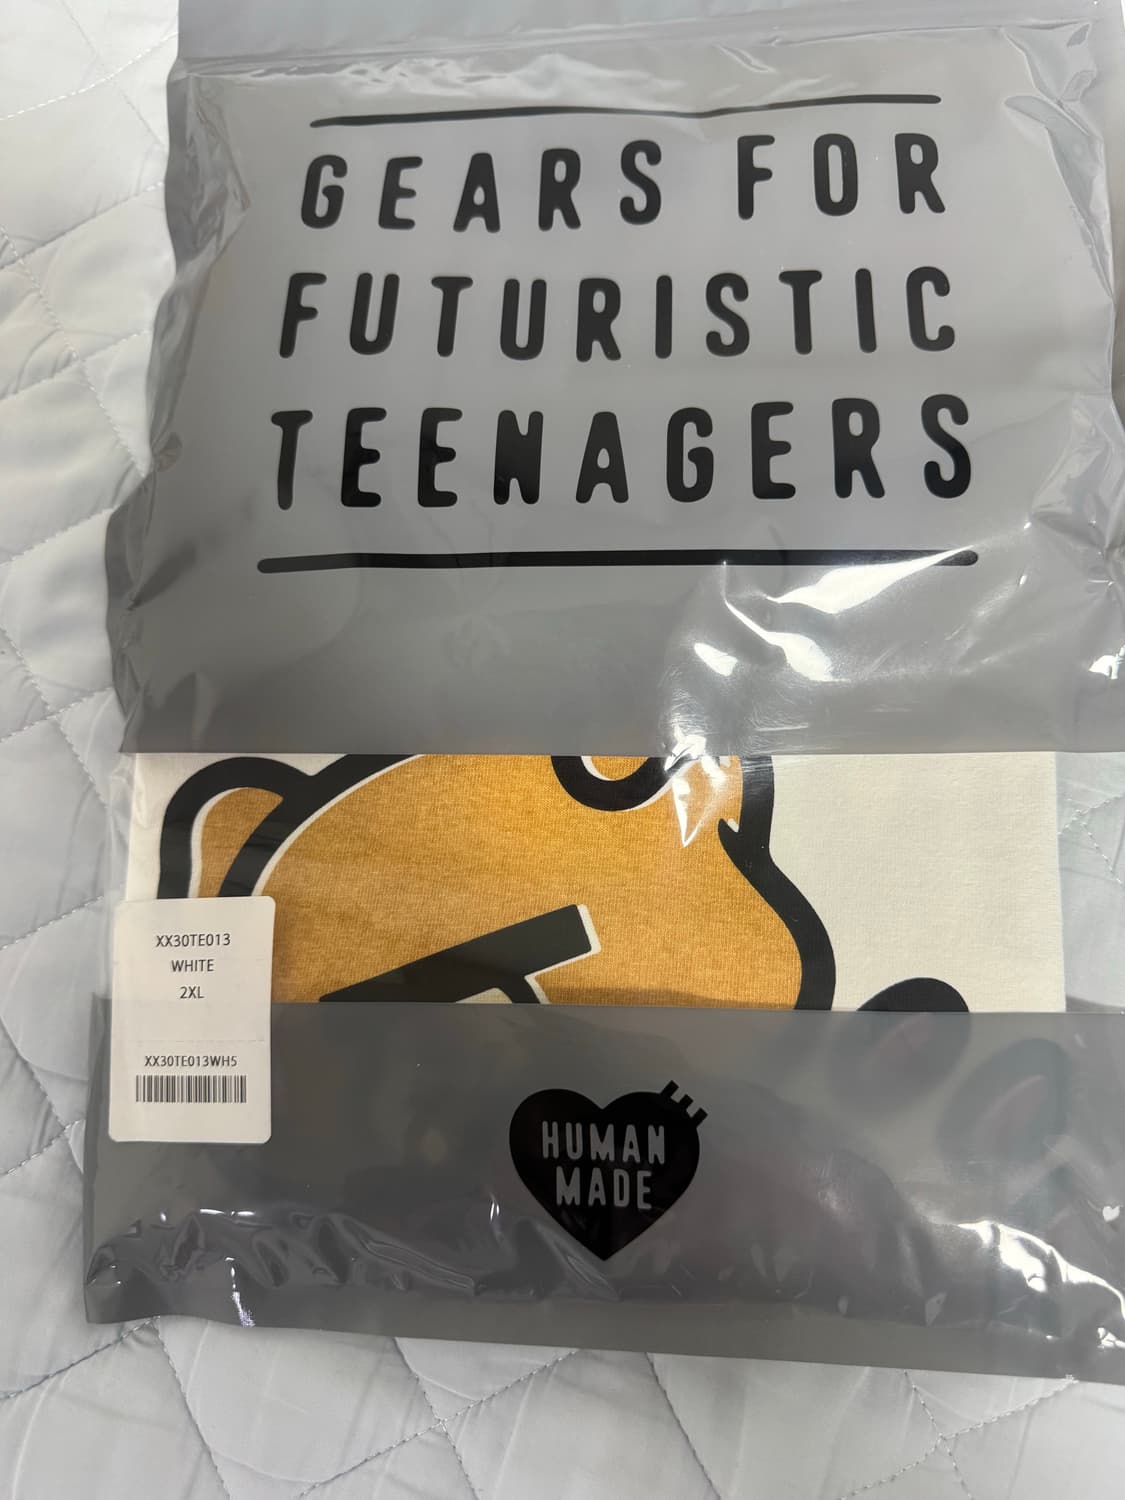 GEARS FOR
FUTURISTIC
TEENAGERS
XX30TE013
WHITE
2XL
XX30TE013WH5
HUMAN
MADE